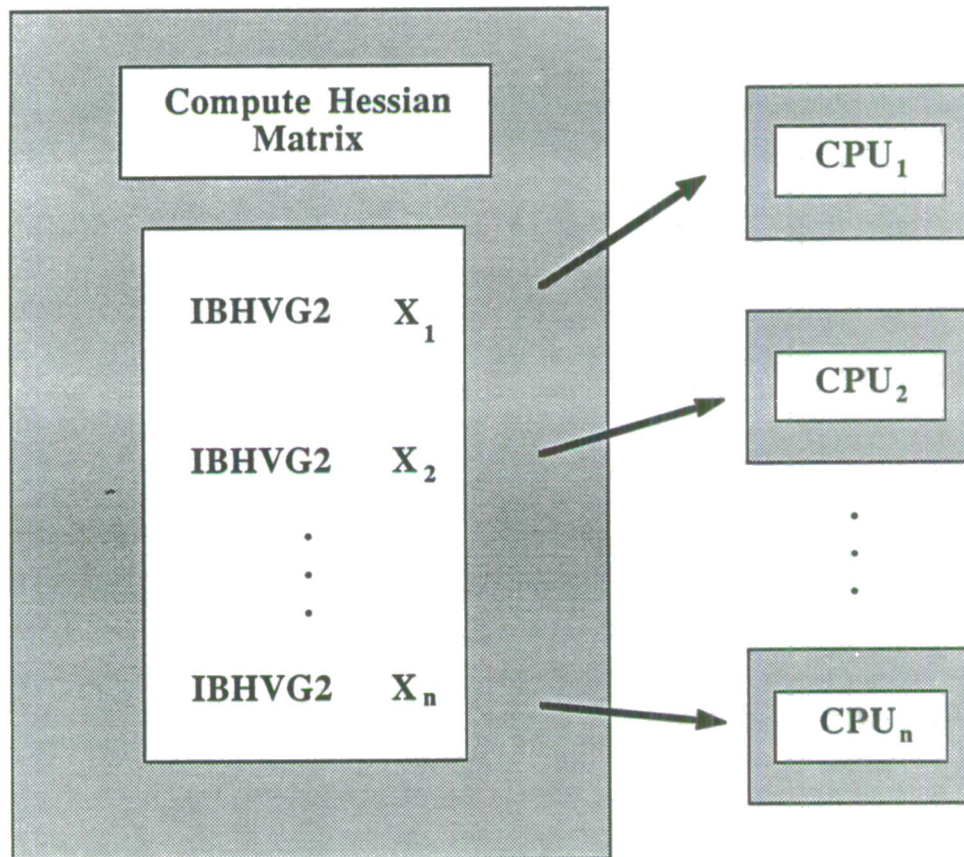 Compute Hessian
Matrix
IBHVG2 X₁
IBHVG2 X₂
IBHVG2 Xₙ
CPU₁
CPU₂
CPUₙ